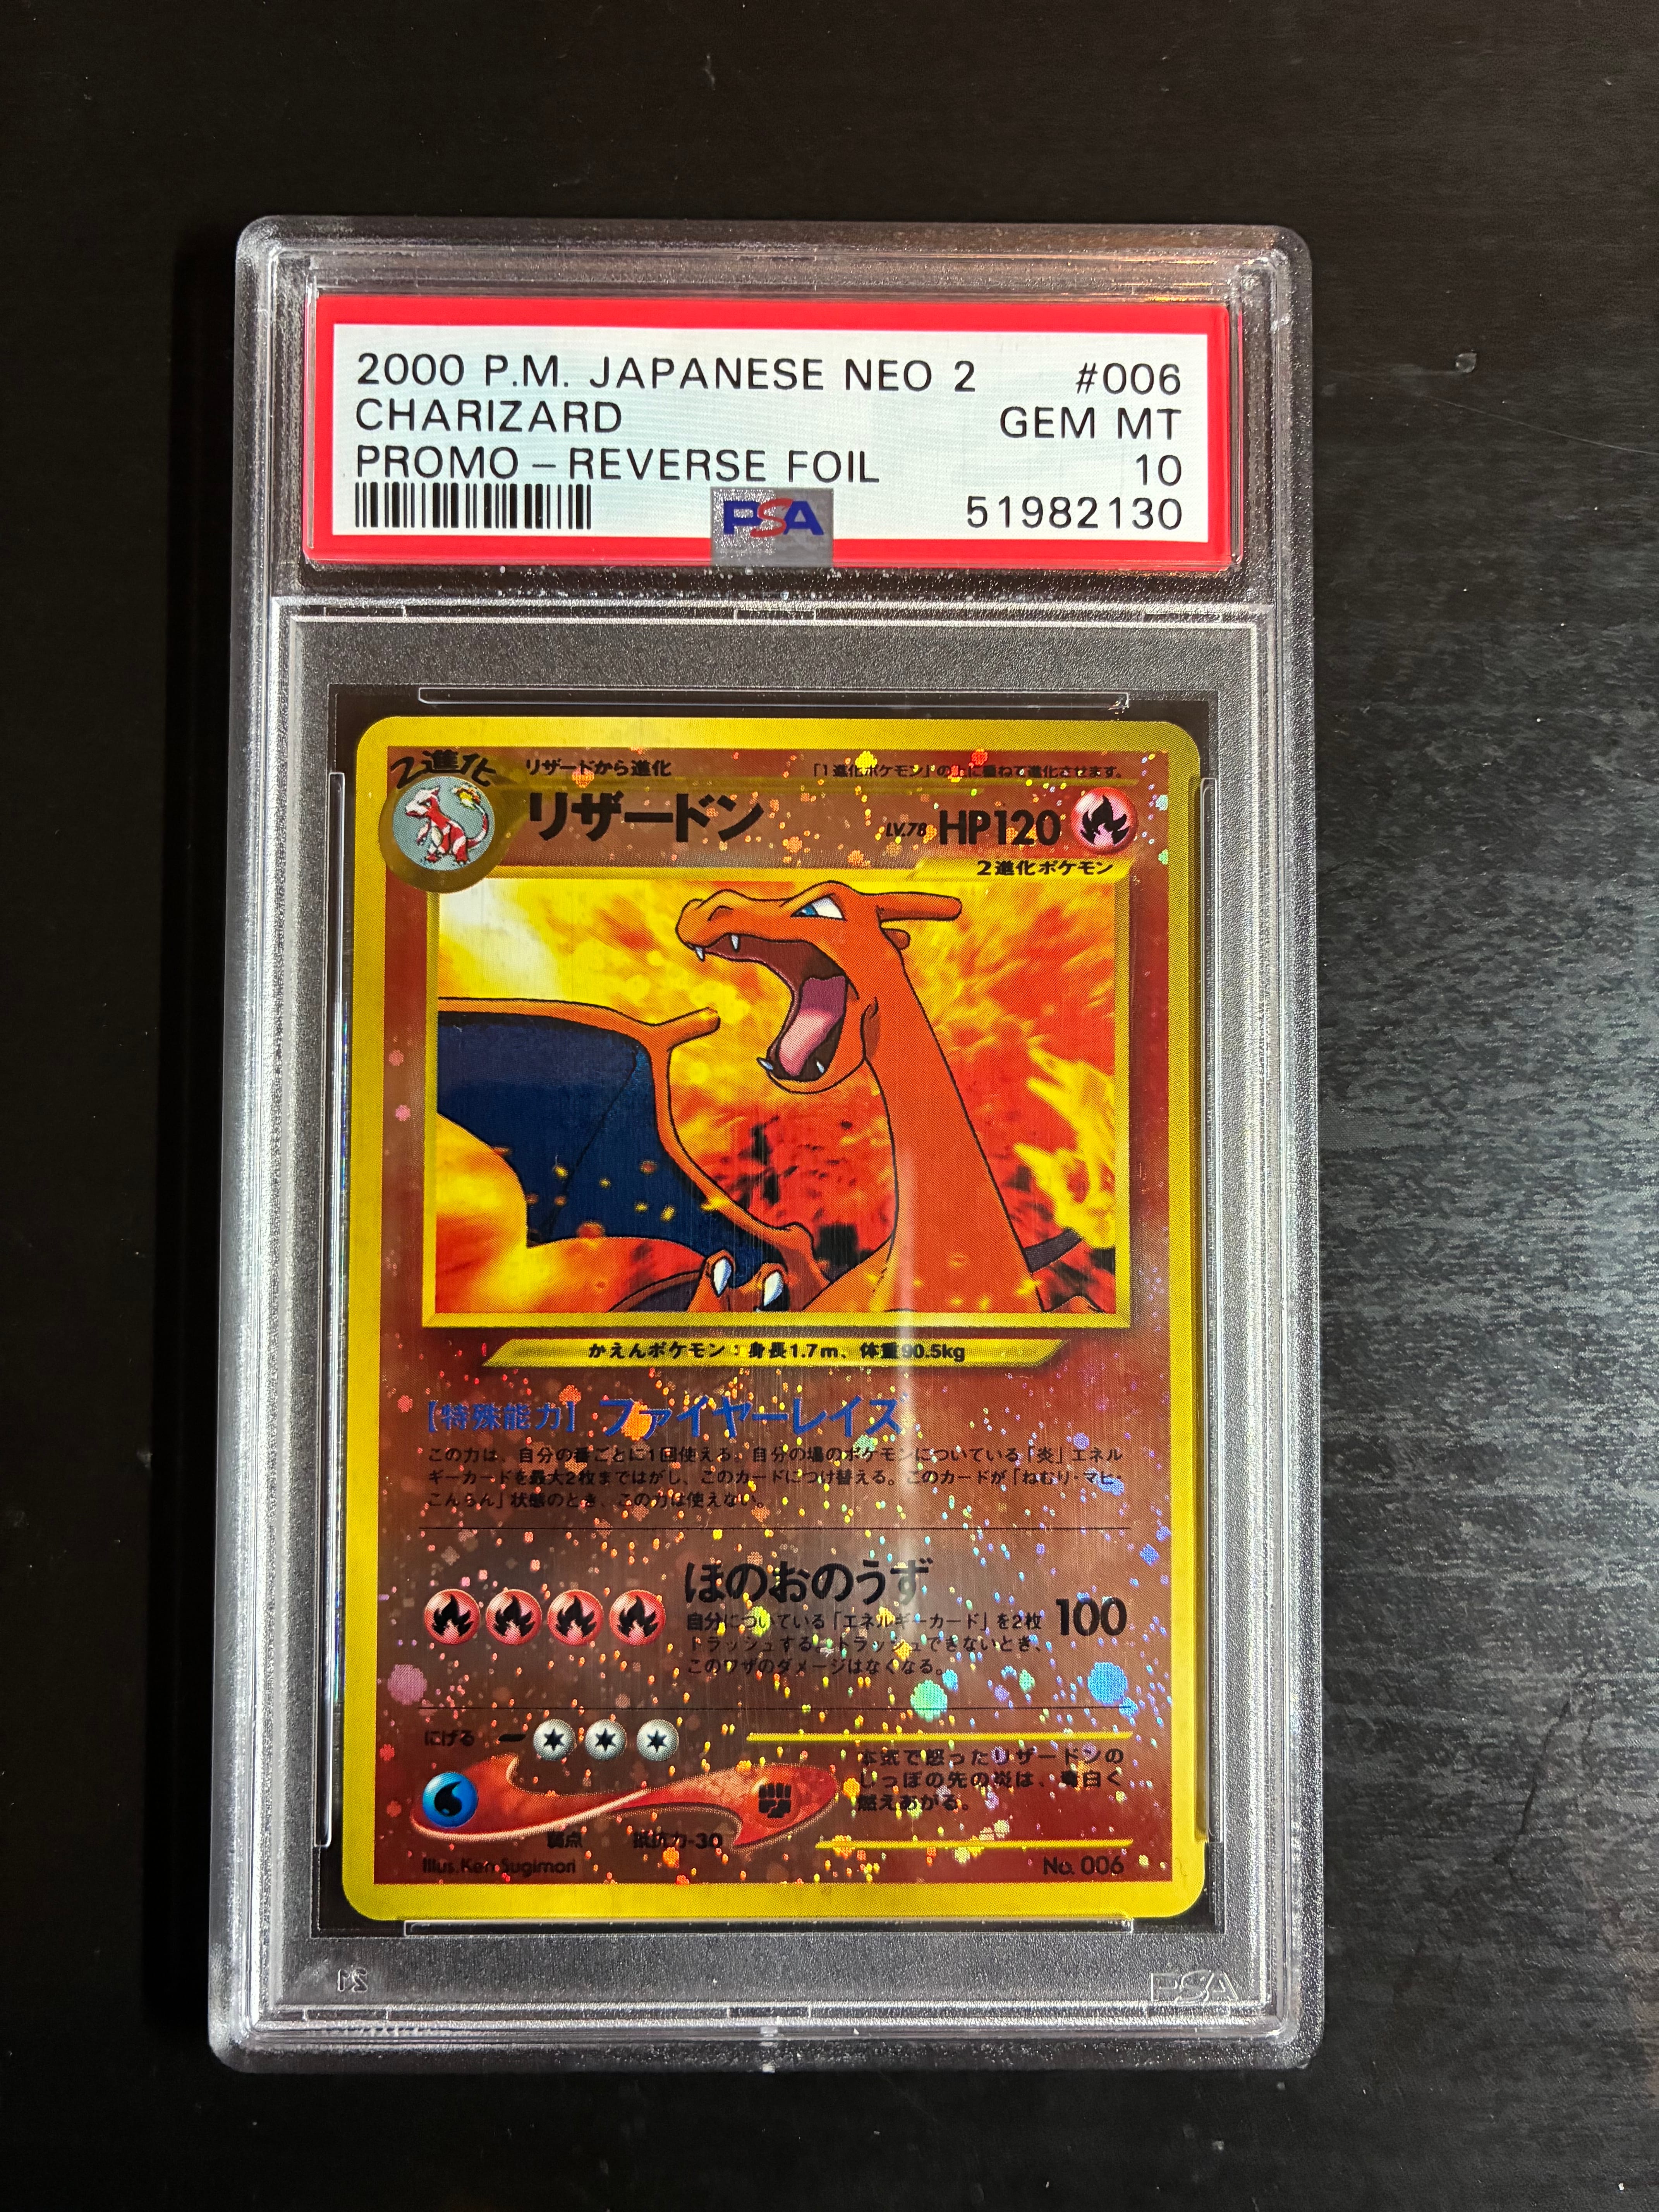 2000 P.M. JAPANESE NEO 2 #006
CHARIZARD GEM MT
PROMO – REVERSE FOIL 10
PSA 51982130
2進化 リザードから進化 「1進化ポケモン」の上に重ねて進化させます。
リザードン LV.76 HP120
2進化ポケモン
かえんポケモン：身長1.7m、体重90.5kg
【特殊能力】 ファイヤーレイズ
この力は、自分の番ごとに1回使える。自分の場のポケモンについている「炎」エネル
ギーカードを最大2枚まではがし、このカードにつけ替える。このカードが「ねむり・マヒ・
こんらん」状態のとき、この力は使えない。
ほのおのうず 100
自分についている「エネルギーカード」を2枚
トラッシュする。トラッシュできないとき、
このワザのダメージはなくなる。
にげる
本気で怒ったリザードンの
しっぽの先の炎は、青白く
燃えあがる。
弱点 抵抗力-30
Illus.Ken Sugimori No. 006
PSA